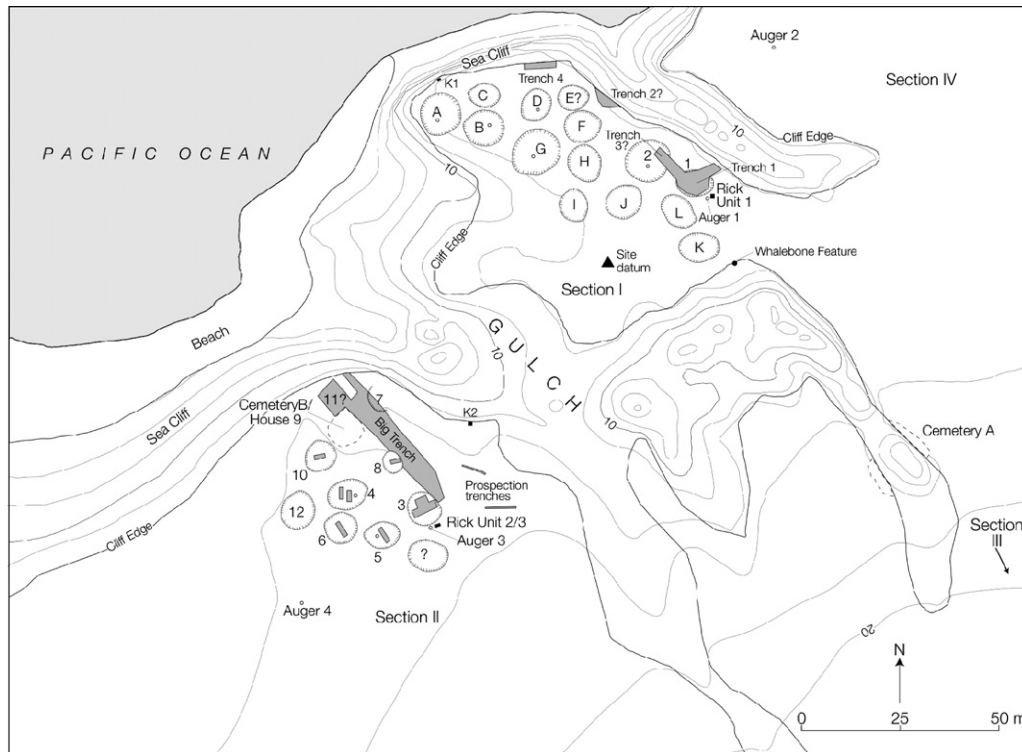 Auger 2
Section IV
Sea Cliff
K1
Trench 4
Trench 2?
A
C
B
D
E?
F
G
H
Trench
3?
2
1
Trench 1
10
Cliff Edge
PACIFIC OCEAN
10
I
J
L
K
Rick
Unit 1
Auger 1
Site
datum
Whalebone Feature
Section I
Cliff Edge
Beach
GULCH
10
10
Sea Cliff
CemeteryB/
House 9
11?
7
Big Trench
K2
Cemetery A
10
8
4
12
6
5
3
?
Prospection
trenches
Rick Unit 2/3
Auger 3
Auger 4
Section II
Cliff Edge
Section
III
20
N
0
25
50 m